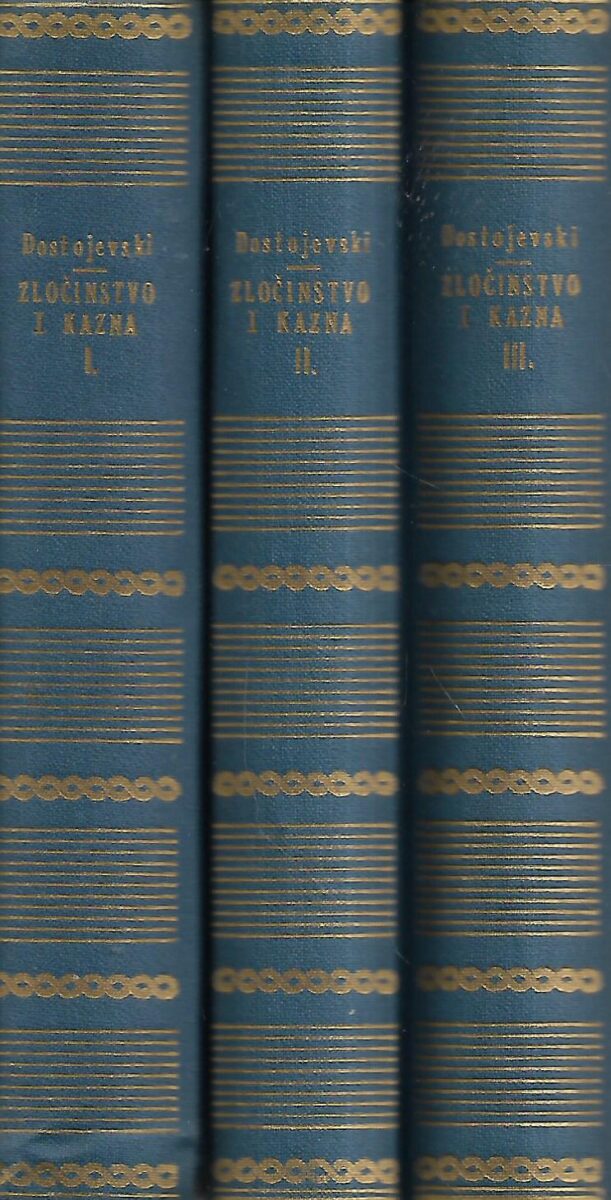 Dostojevski
ZLOČINSTVO
I KAZNA
I.
Dostojevski
ZLOČINSTVO
I KAZNA
II.
Dostojevski
ZLOČINSTVO
I KAZNA
III.